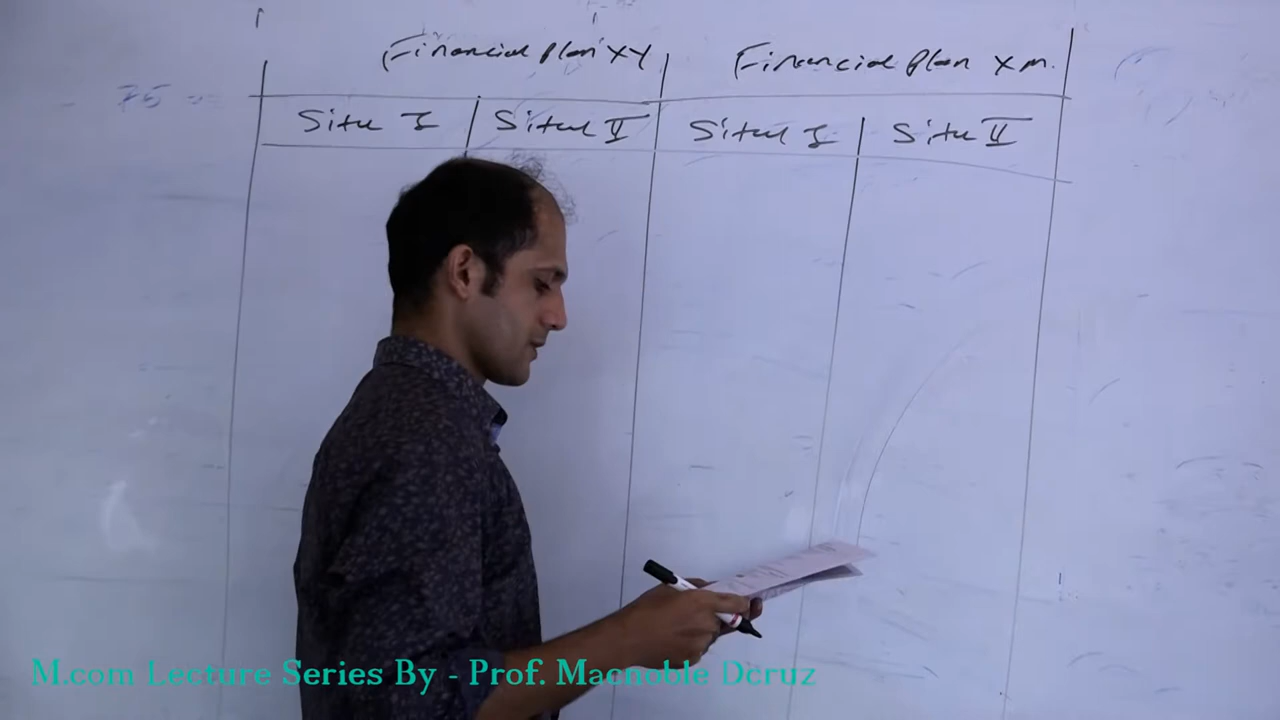 Financial Plan XY Financial Plan XM.
Situ I Situ II Situ I Situ II
75
M.com Lecture Series By - Prof. Macnoble Dcruz